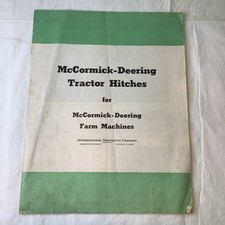 McCormick-Deering
Tractor Hitches
for
McCormick-Deering
Farm Machines
International Harvester Company